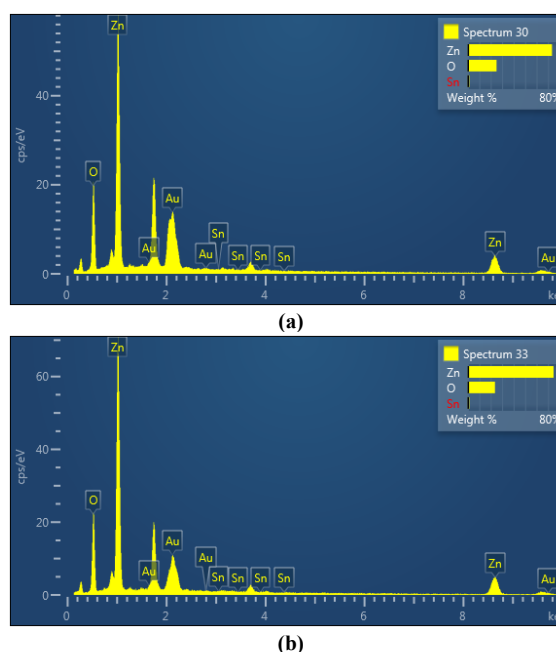 Zn
Spectrum 30
Zn
O
Sn
Weight % 80%
cps/eV
40
20
0
O
Au
Au
Au
Sn
Sn
Sn
Sn
Zn
Au
0 2 4 6 8
(a)
Zn
Spectrum 33
Zn
O
Sn
Weight % 80%
cps/eV
60
40
20
0
O
Au
Au
Au
Sn
Sn
Sn
Sn
Zn
Au
0 2 4 6 8
(b)